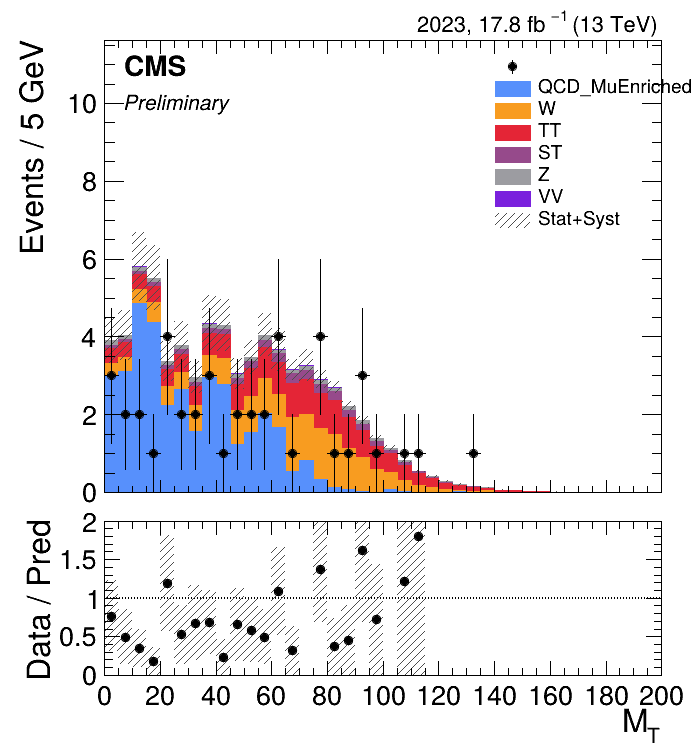 2023, 17.8 fb⁻¹ (13 TeV)
CMS
Preliminary
QCD_MuEnriched
W
TT
ST
Z
VV
Stat+Syst
Events / 5 GeV
10
8
6
4
2
0
Data / Pred
2
1.5
1
0.5
0
0 20 40 60 80 100 120 140 160 180 200
M_T